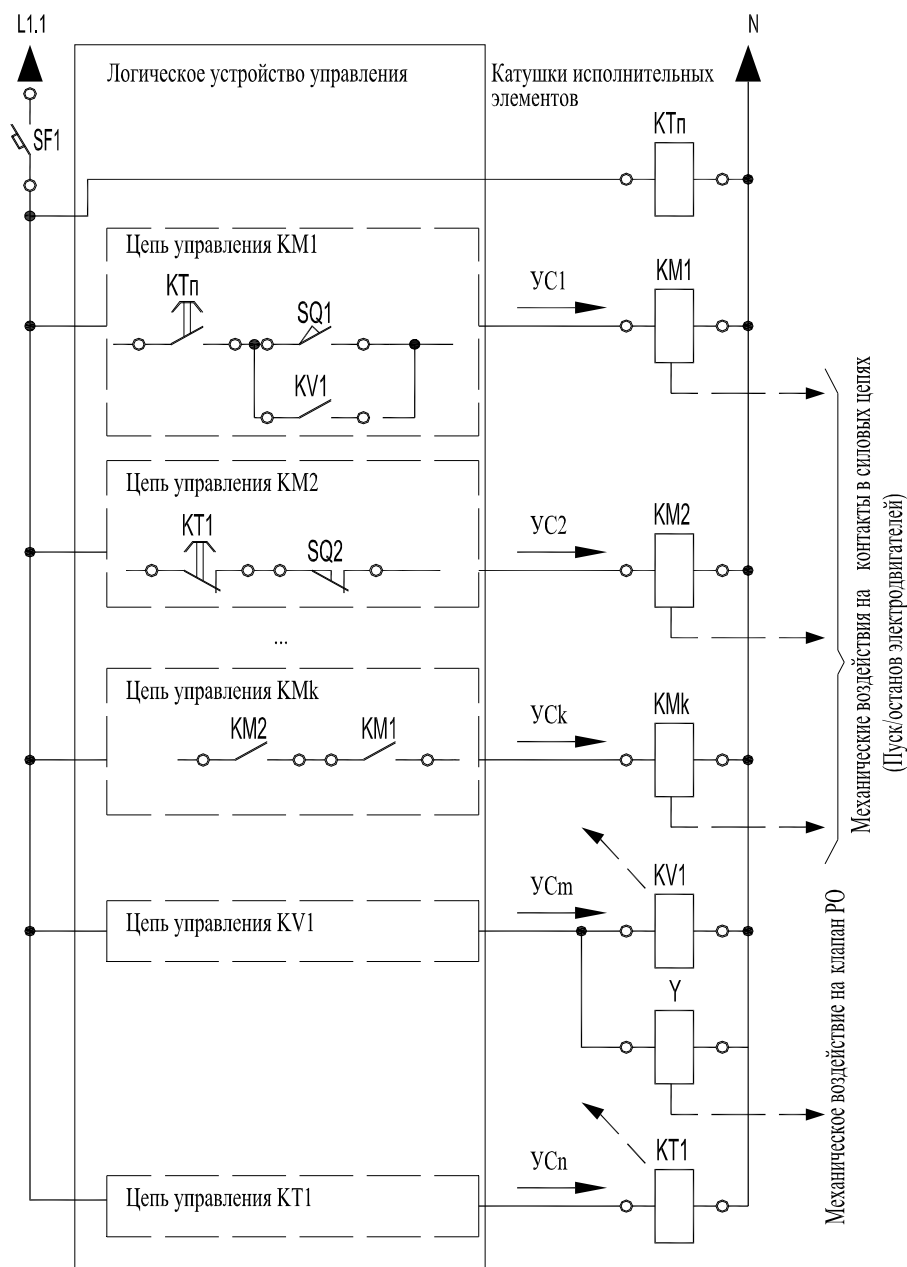 L1.1
N
Логическое устройство управления
Катушки исполнительных
элементов
SF1
КТп
Цепь управления KM1
КТп
SQ1
KV1
УС1
KM1
Цепь управления KM2
KT1
SQ2
УС2
KM2
...
Цепь управления KMk
KM2
KM1
УСk
KMk
Механические воздействия на контакты в силовых цепях
(Пуск/останов электродвигателей)
Цепь управления KV1
УСm
KV1
Y
Механическое воздействие на клапан РО
Цепь управления KT1
УСn
KT1